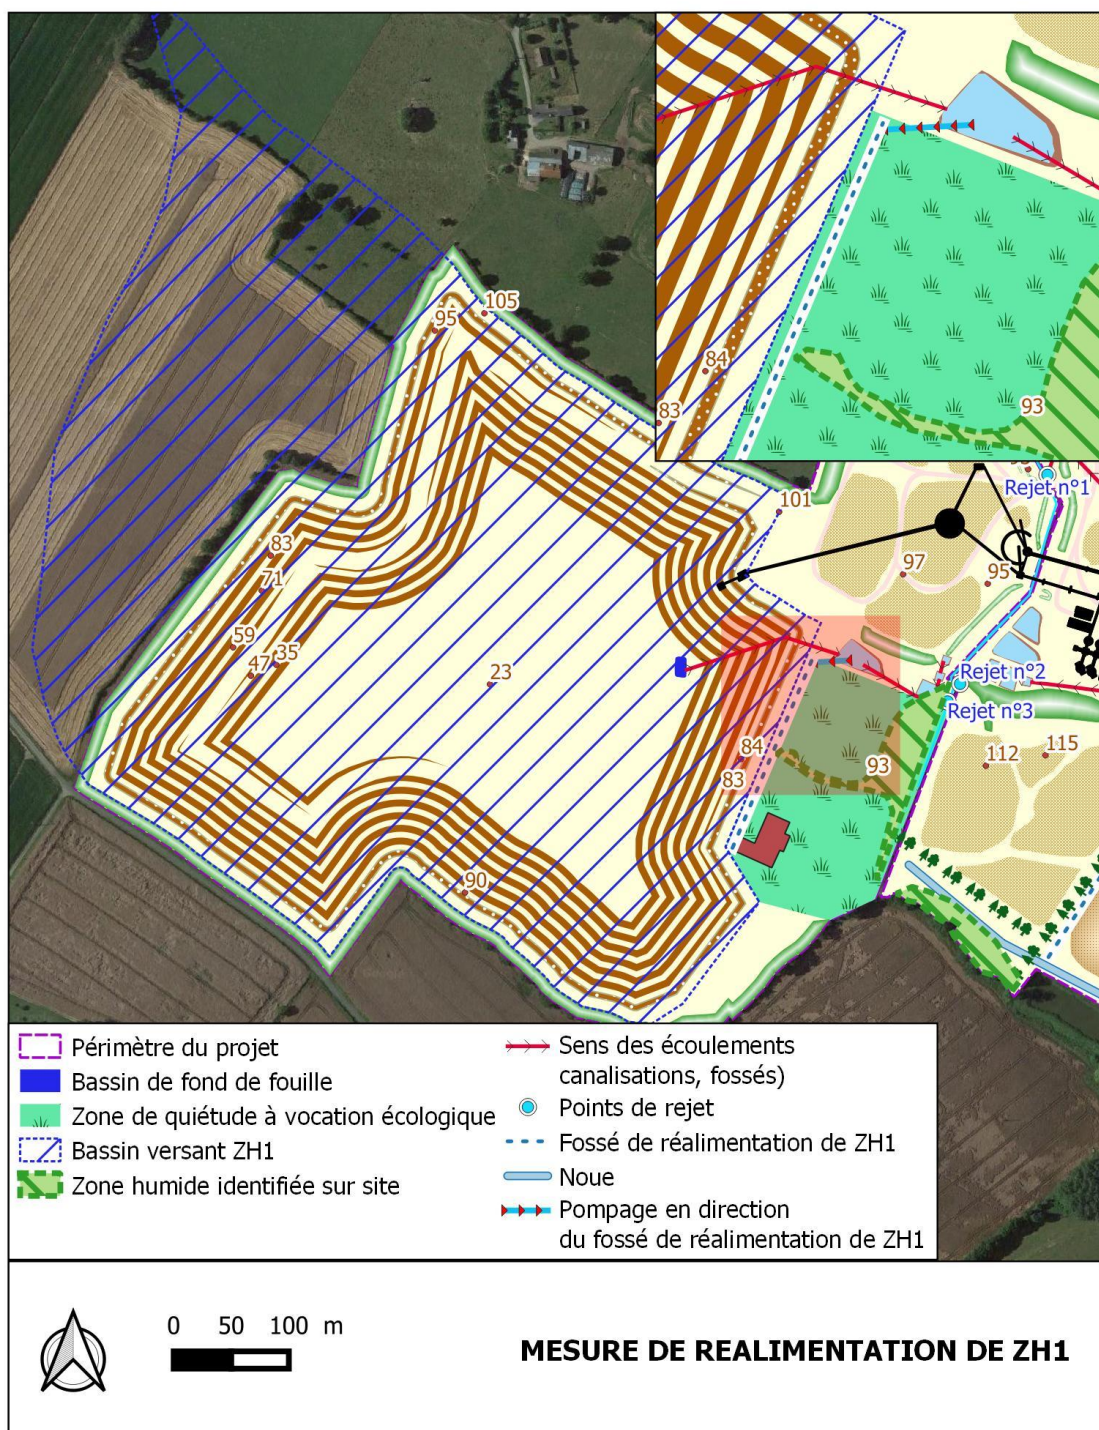 84
83
93
105
95
101
Rejet n°1
83
97
95
71
59
35
47
23
Rejet n°2
Rejet n°3
84
83
93
112
115
90
Périmètre du projet
Bassin de fond de fouille
Zone de quiétude à vocation écologique
Bassin versant ZH1
Zone humide identifiée sur site
Sens des écoulements
canalisations, fossés)
Points de rejet
Fossé de réalimentation de ZH1
Noue
Pompage en direction
du fossé de réalimentation de ZH1
0 50 100 m
MESURE DE REALIMENTATION DE ZH1